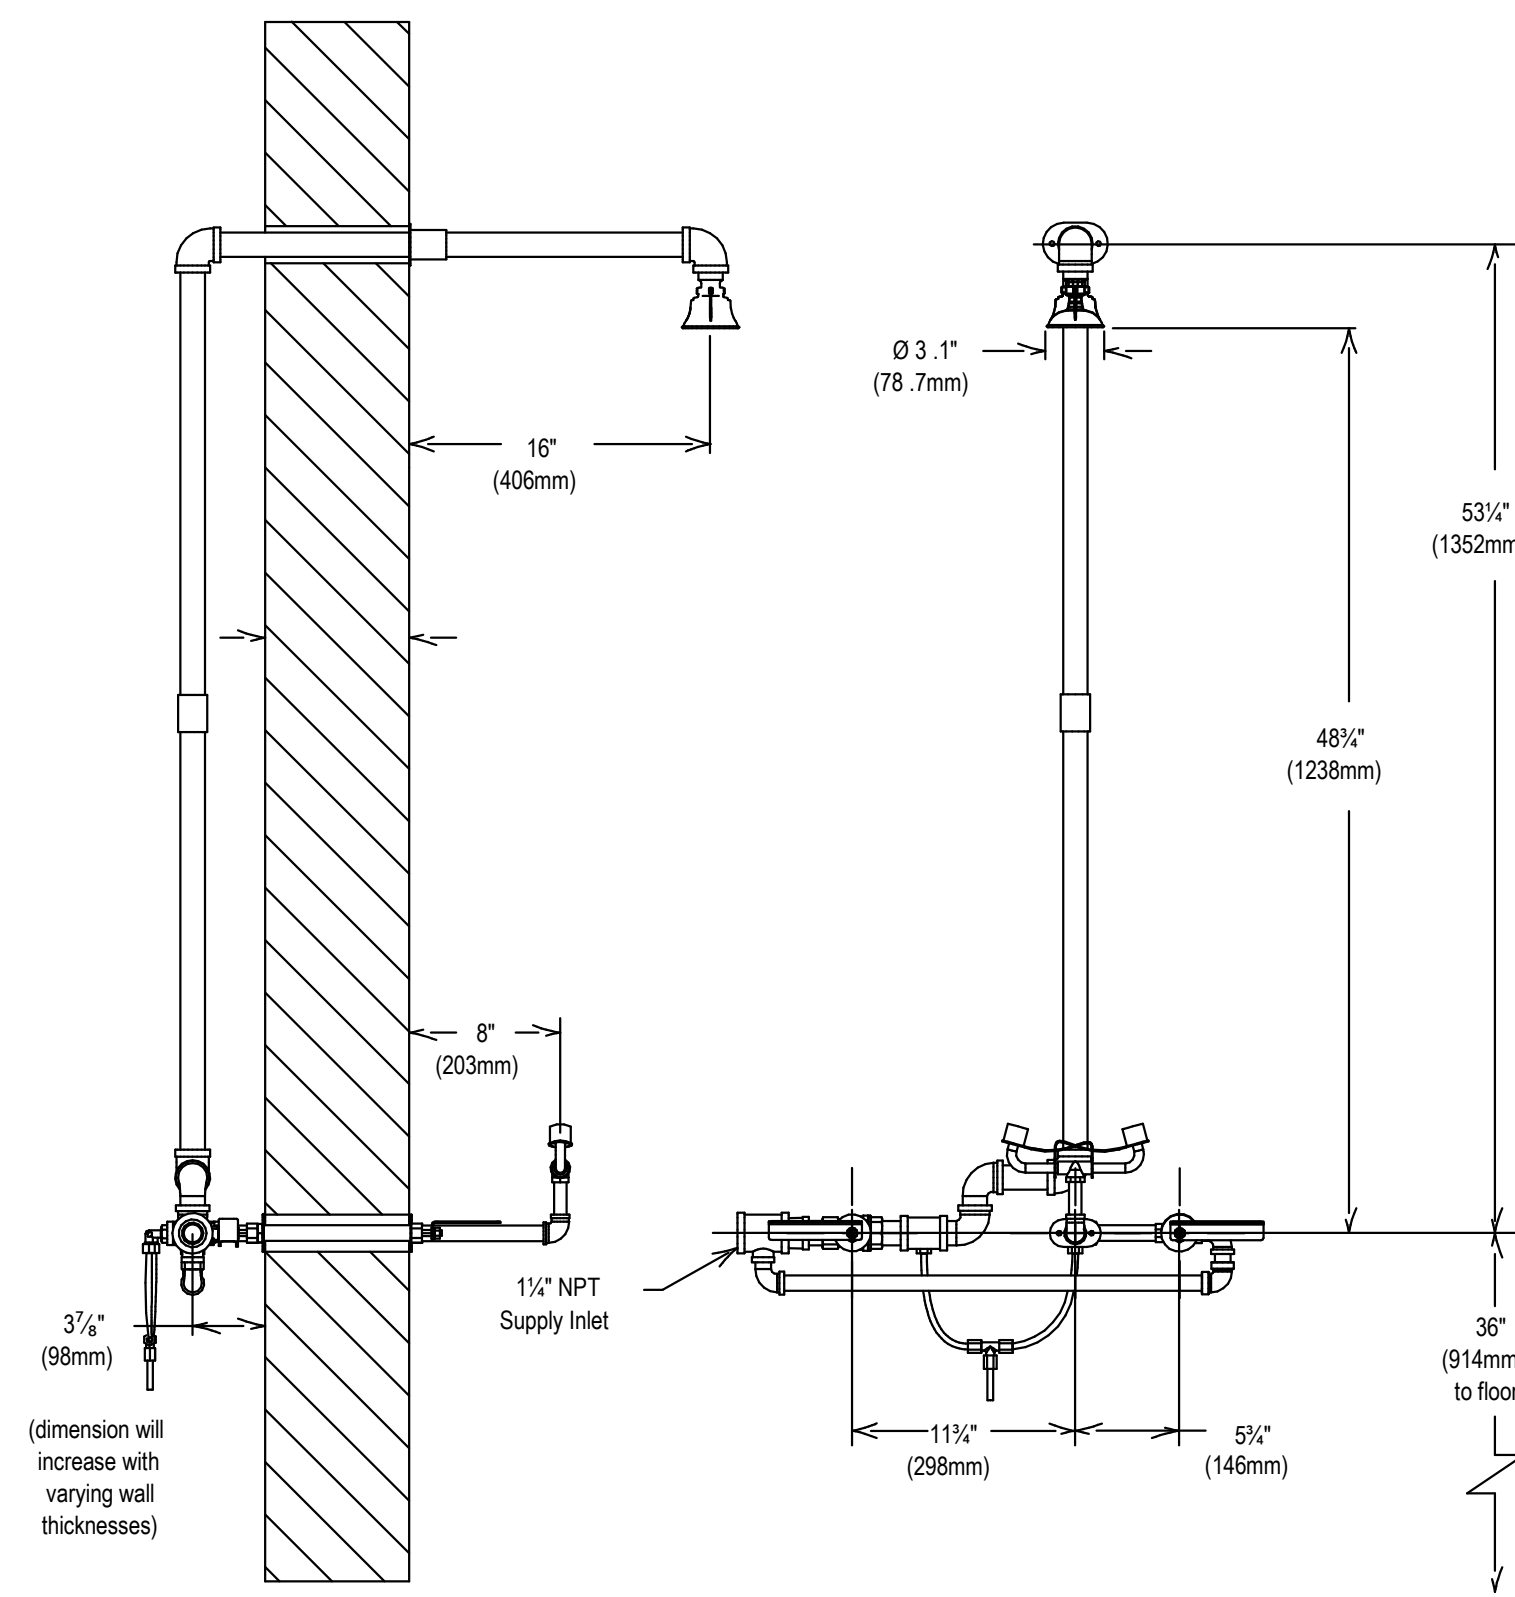 Ø 3 .1"
(78 .7mm)
16"
(406mm)
53¼"
(1352mm
48¾"
(1238mm)
8"
(203mm)
1¼" NPT
Supply Inlet
3⅞"
(98mm)
36"
(914mm
to floor
(dimension will
increase with
varying wall
thicknesses)
11¾"
(298mm)
5¾"
(146mm)